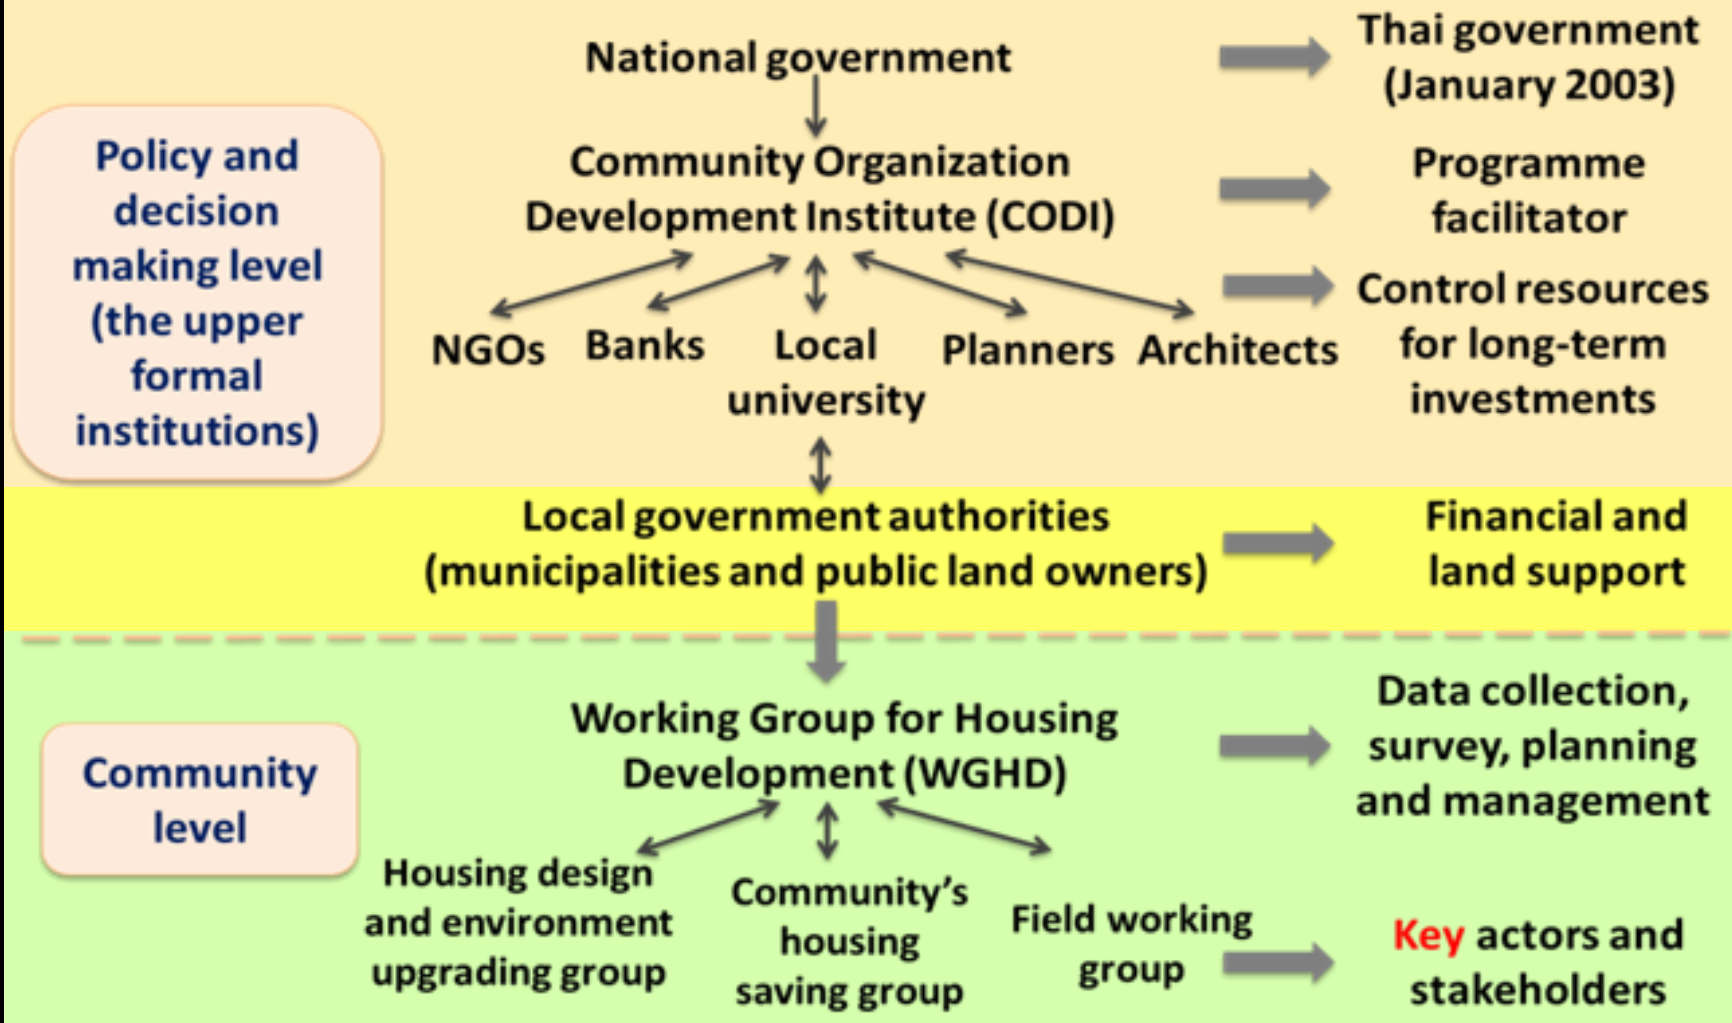 National government
Thai government
(January 2003)
Policy and
decision
making level
(the upper
formal
institutions)
Community Organization
Development Institute (CODI)
Programme
facilitator
NGOs
Banks
Local
university
Planners
Architects
Control resources
for long-term
investments
Local government authorities
(municipalities and public land owners)
Financial and
land support
Community
level
Working Group for Housing
Development (WGHD)
Data collection,
survey, planning
and management
Housing design
and environment
upgrading group
Community’s
housing
saving group
Field working
group
Key actors and
stakeholders